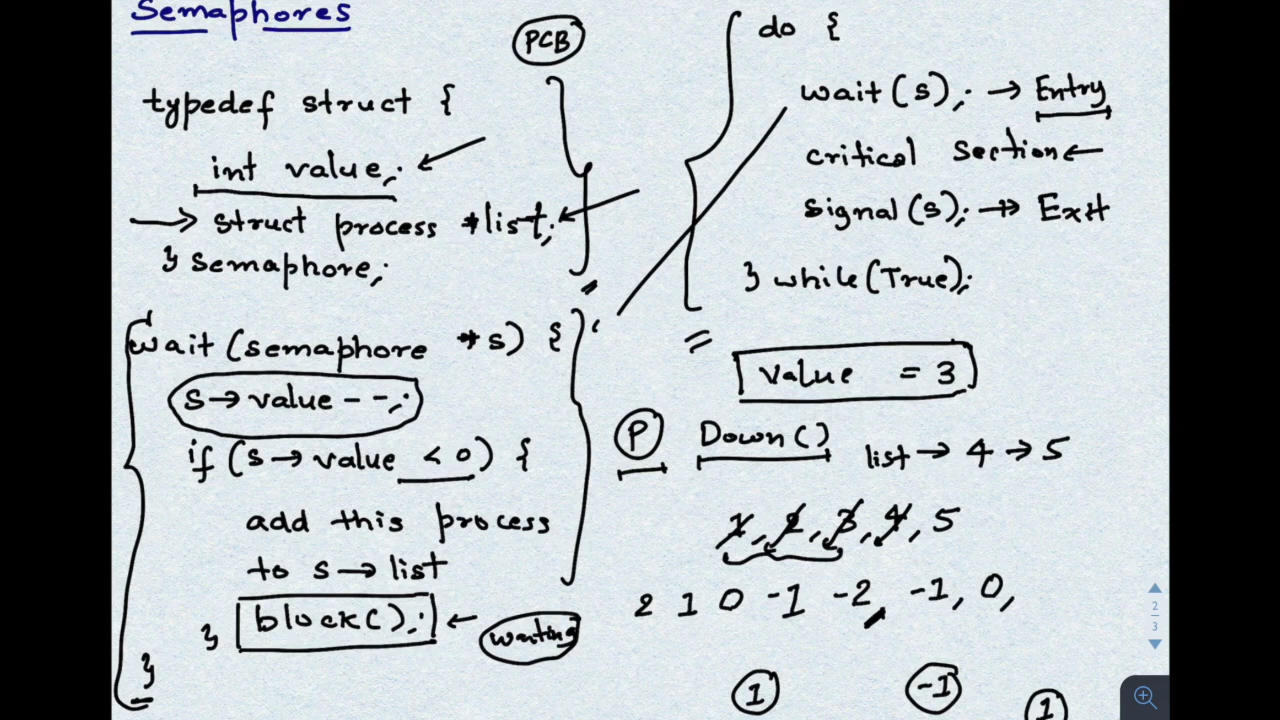 Semaphores
PCB
typedef struct {
int value;
struct process *list;
} semaphore;
wait (semaphore *s) {
s→value--;
if (s→value < 0) {
add this process
to s→list
} block();
← waiting
}
do {
wait(s); → Entry
critical section ←
signal(s); → Exit
} while(True);
=
value = 3
P Down() list → 4 → 5
1, 2, 3, 4, 5
2 1 0 -1 -2, -1, 0,
1 -1 1
2
3